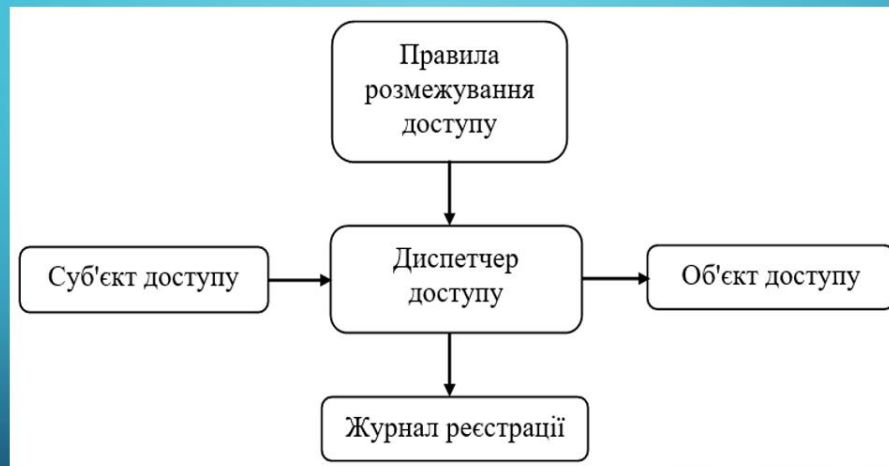 Правила
розмежування
доступу
Суб'єкт доступу
Диспетчер
доступу
Об'єкт доступу
Журнал реєстрації